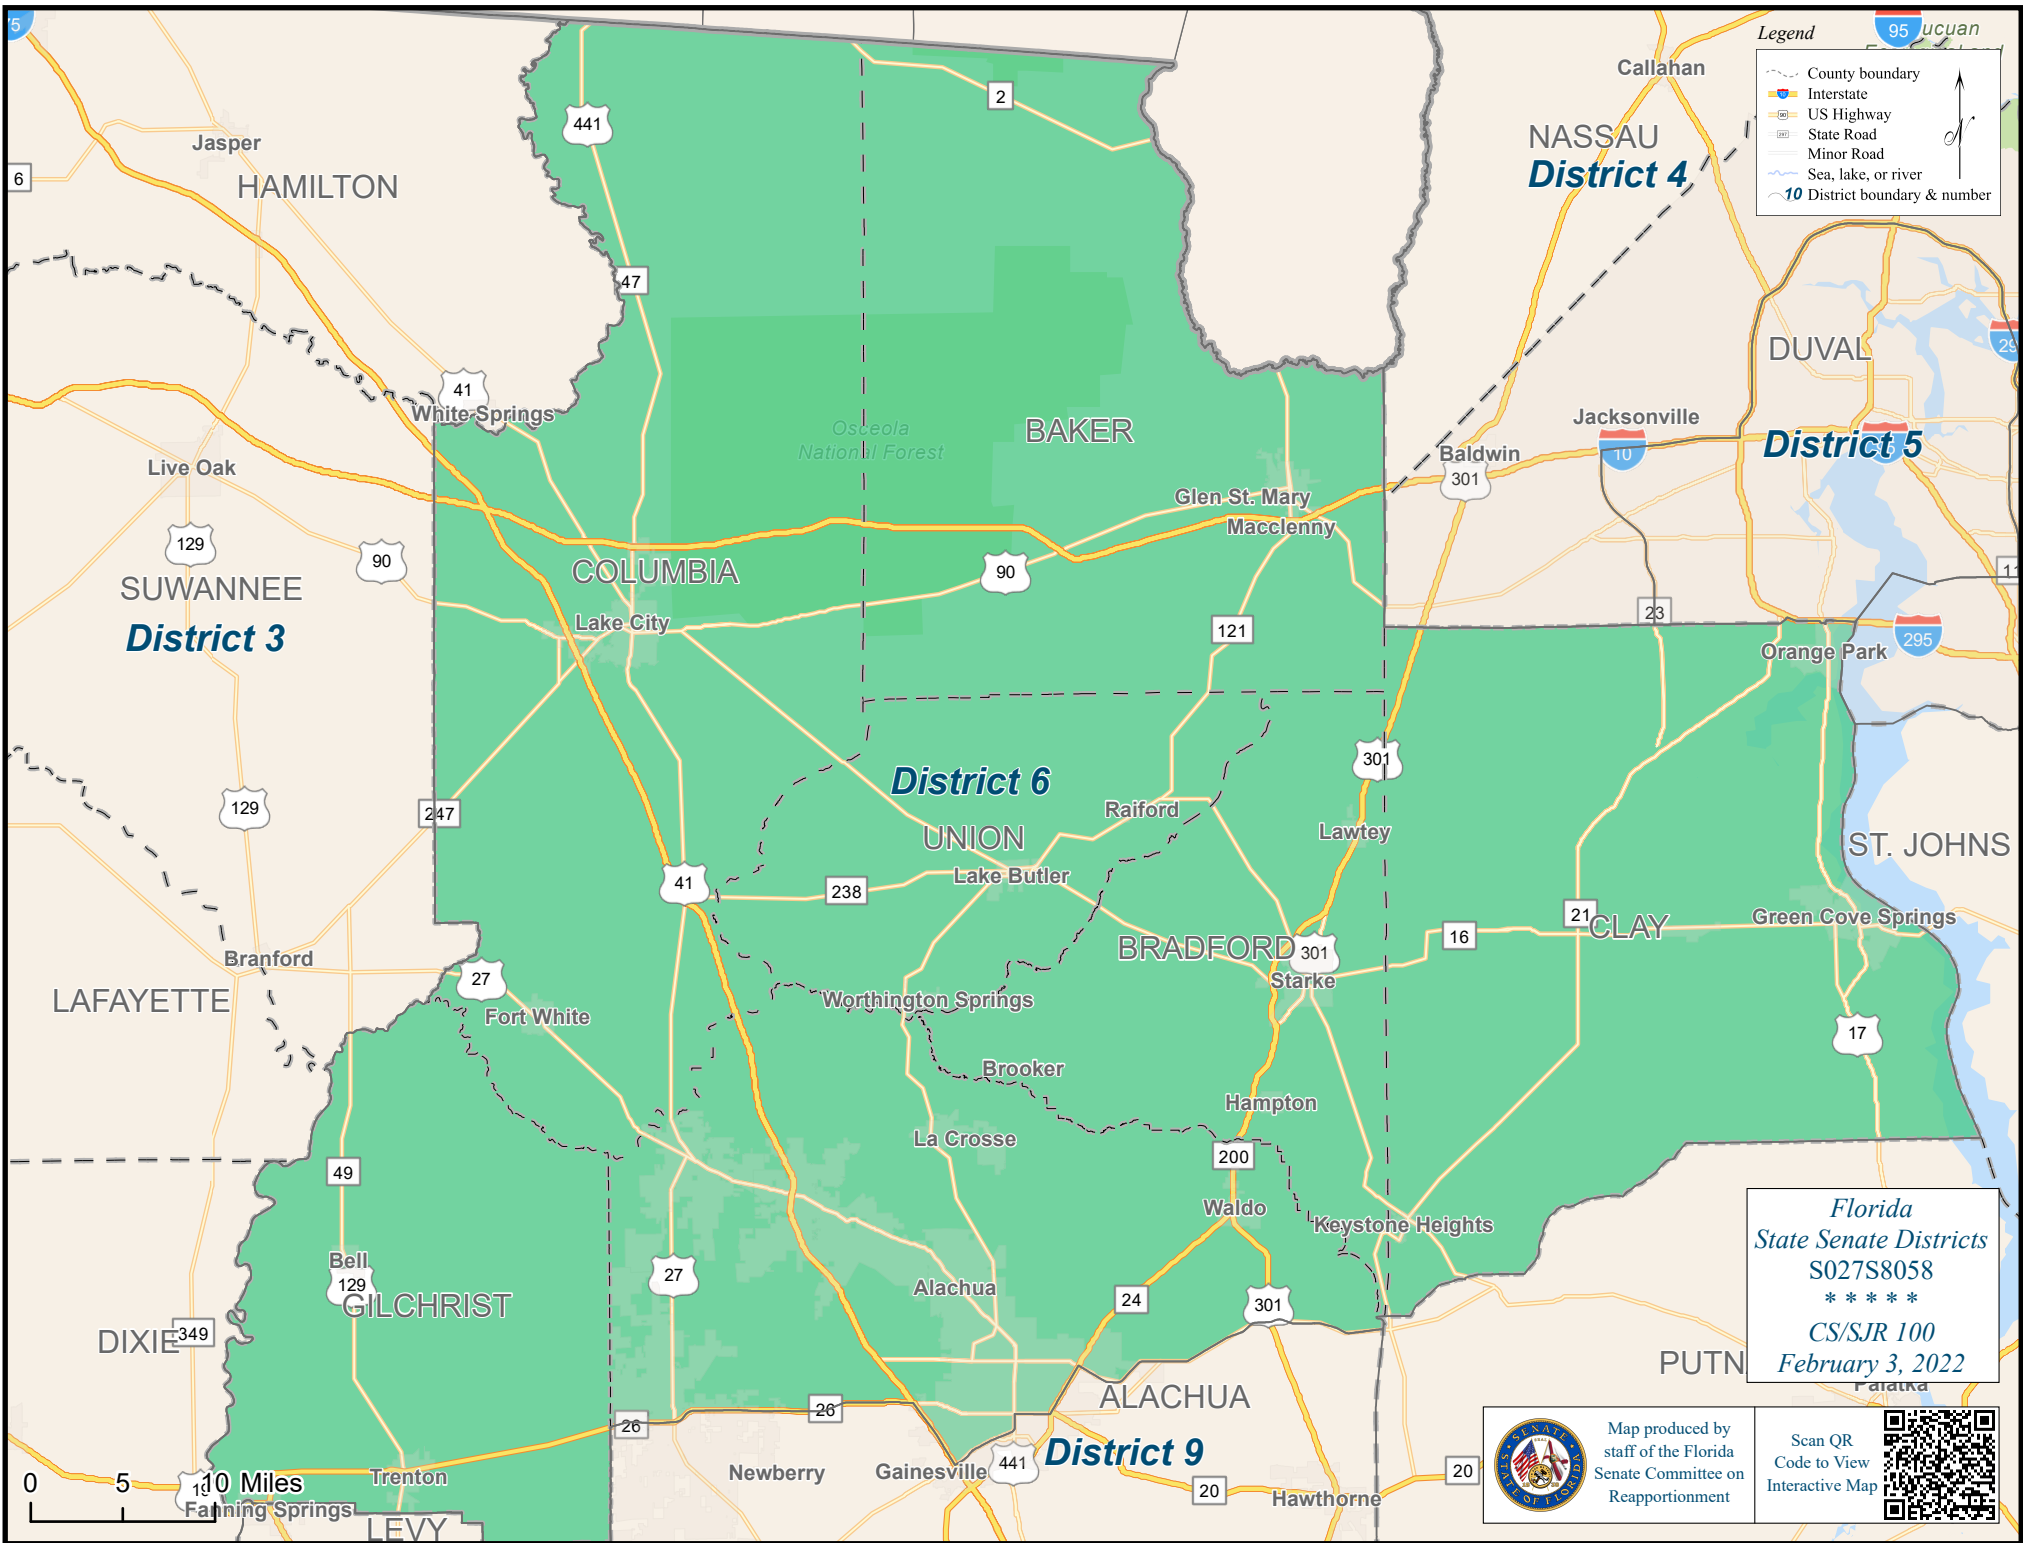 Legend
County boundary
Interstate
US Highway
State Road
Minor Road
Sea, lake, or river
10 District boundary & number
95
ucuan
Callahan
NASSAU
District 4
2
441
Jasper
HAMILTON
6
47
DUVAL
41
White Springs
Osceola
National Forest
BAKER
Jacksonville
10
District 5
Baldwin
301
Live Oak
Glen St. Mary
Macclenny
129
90
90
COLUMBIA
SUWANNEE
District 3
Lake City
121
23
295
Orange Park
301
District 6
129
247
Raiford
Lawtey
UNION
ST. JOHNS
41
238
Lake Butler
21
CLAY
Green Cove Springs
16
BRADFORD
301
Starke
Branford
27
LAFAYETTE
Worthington Springs
Fort White
17
Brooker
Hampton
La Crosse
200
49
Waldo
Keystone Heights
Bell
129
GILCHRIST
27
Alachua
24
301
DIXIE
349
26
26
ALACHUA
District 9
441
Newberry
Gainesville
20
Hawthorne
20
Trenton
Fanning Springs
LEVY
0 5 10 Miles
PUTN
Palatka
Florida
State Senate Districts
S027S8058
* * * * *
CS/SJR 100
February 3, 2022
SENATE
STATE OF FLORIDA
Map produced by
staff of the Florida
Senate Committee on
Reapportionment
Scan QR
Code to View
Interactive Map